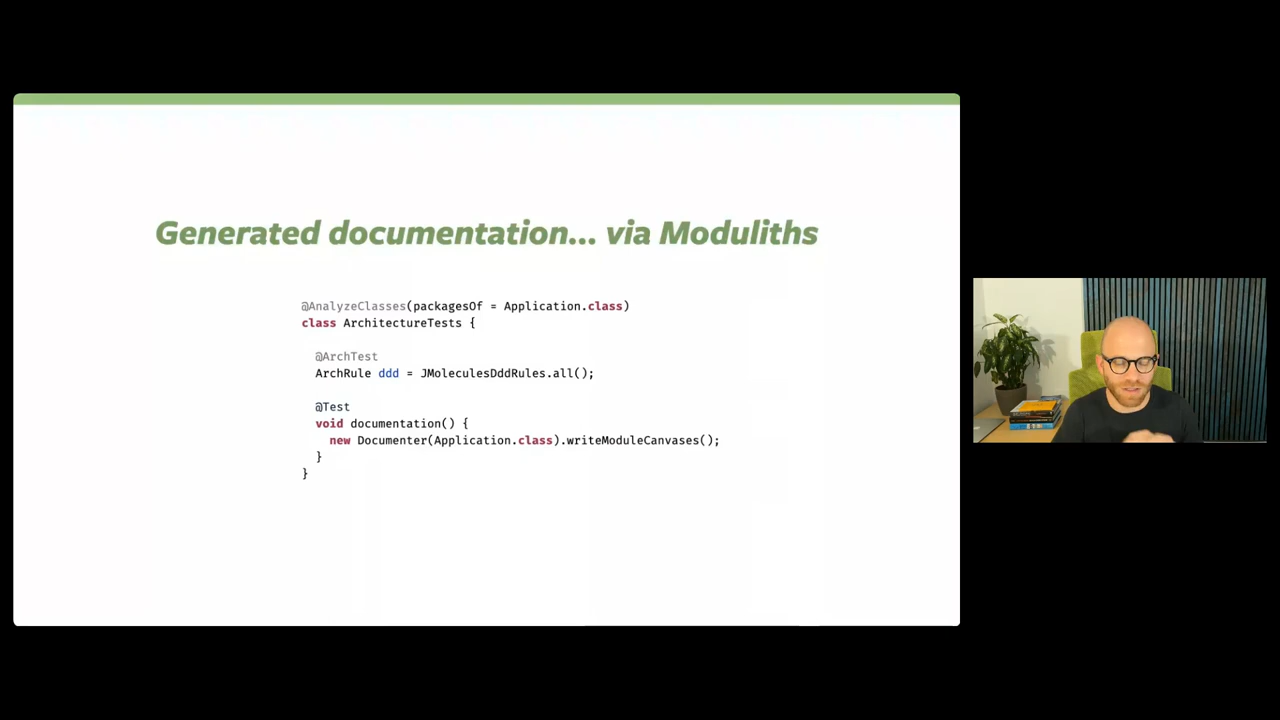 Generated documentation... via Moduliths
@AnalyzeClasses(packagesOf = Application.class)
class ArchitectureTests {
@ArchTest
ArchRule ddd = JMoleculesDddRules.all();
@Test
void documentation() {
new Documenter(Application.class).writeModuleCanvases();
}
}